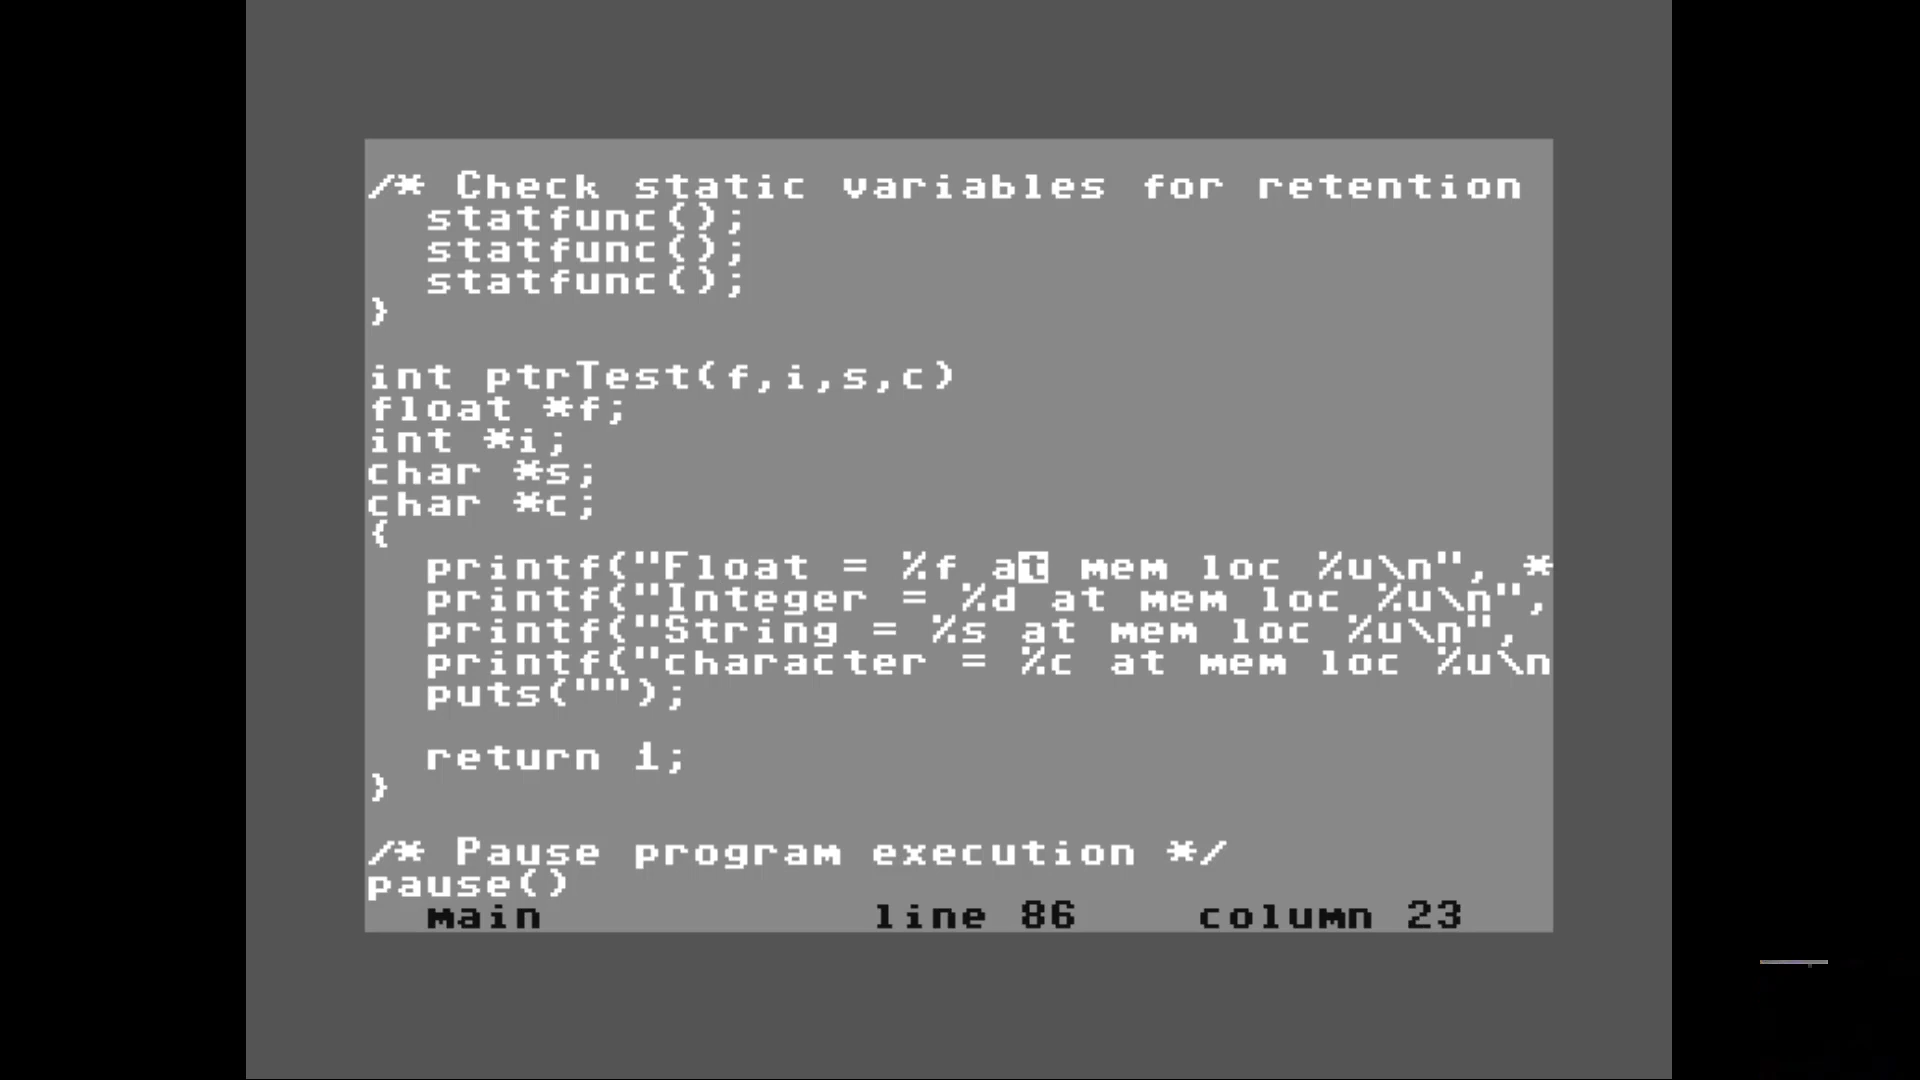 /* Check static variables for retention
statfunc();
statfunc();
statfunc();
}
int ptrTest(f,i,s,c)
float *f;
int *i;
char *s;
char *c;
{
printf("Float = %f at mem loc %u\n", *
printf("Integer = %d at mem loc %u\n",
printf("String = %s at mem loc %u\n",
printf("character = %c at mem loc %u\n
puts("");
return 1;
}
/* Pause program execution */
pause()
main line 86 column 23